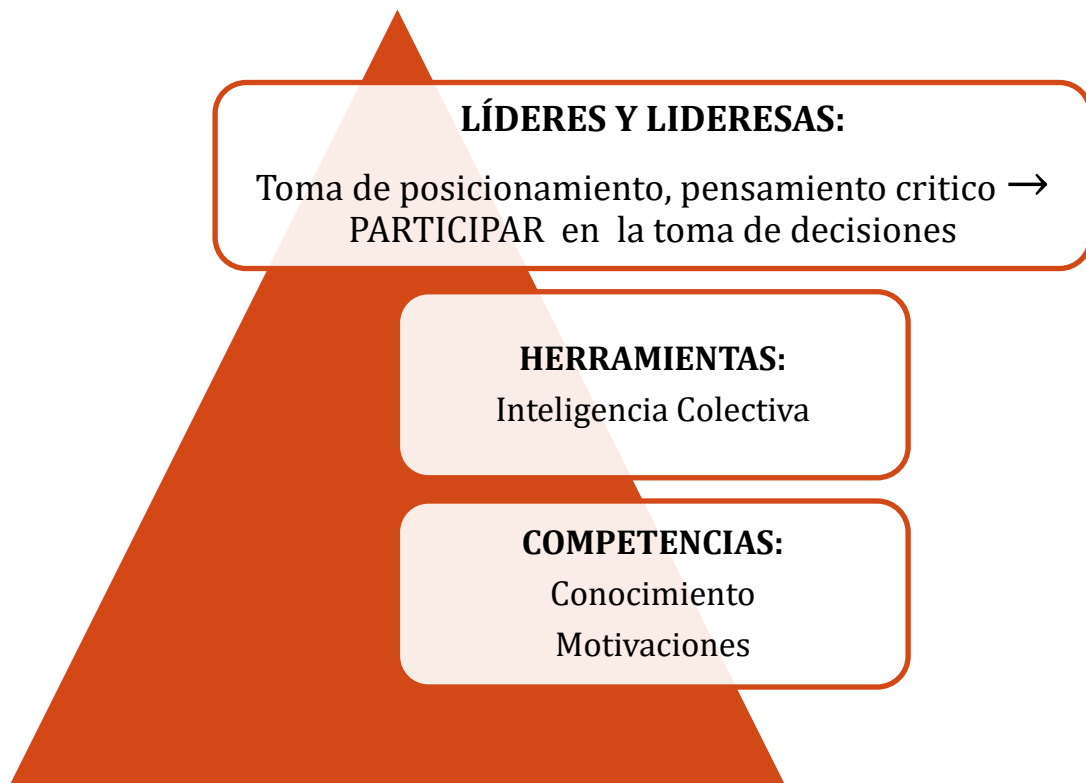 LÍDERES Y LIDERESAS:
Toma de posicionamiento, pensamiento critico →
PARTICIPAR en la toma de decisiones
HERRAMIENTAS:
Inteligencia Colectiva
COMPETENCIAS:
Conocimiento
Motivaciones